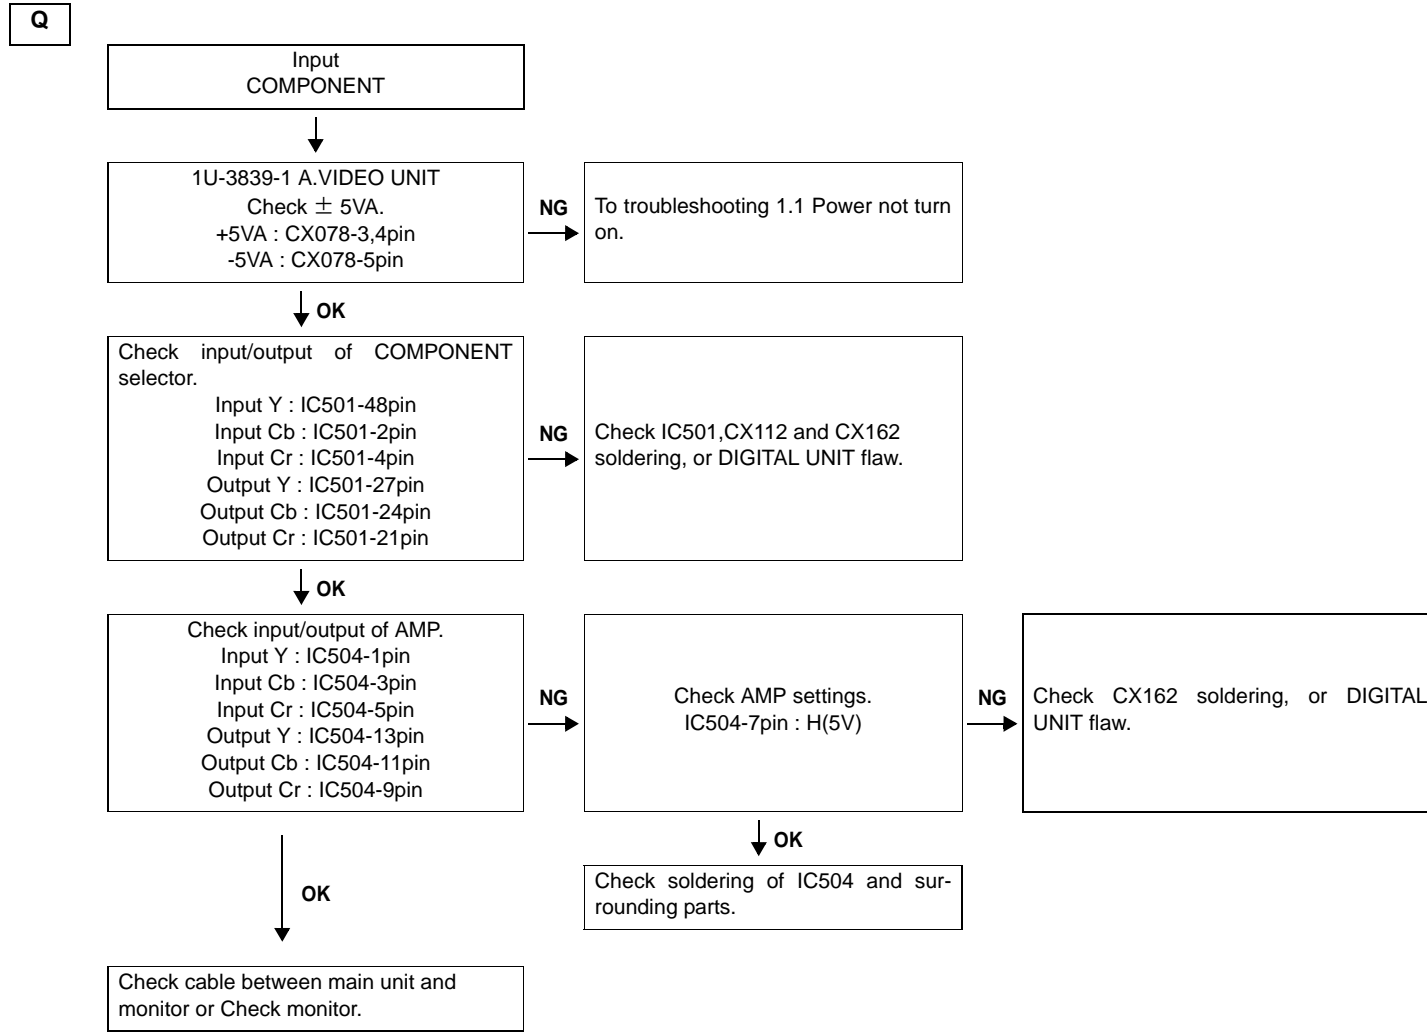 Q
Input
COMPONENT
1U-3839-1 A.VIDEO UNIT
Check ± 5VA.
+5VA : CX078-3,4pin
-5VA : CX078-5pin
NG
To troubleshooting 1.1 Power not turn
on.
OK
Check input/output of COMPONENT
selector.
Input Y : IC501-48pin
Input Cb : IC501-2pin
Input Cr : IC501-4pin
Output Y : IC501-27pin
Output Cb : IC501-24pin
Output Cr : IC501-21pin
NG
Check IC501,CX112 and CX162
soldering, or DIGITAL UNIT flaw.
OK
Check input/output of AMP.
Input Y : IC504-1pin
Input Cb : IC504-3pin
Input Cr : IC504-5pin
Output Y : IC504-13pin
Output Cb : IC504-11pin
Output Cr : IC504-9pin
NG
Check AMP settings.
IC504-7pin : H(5V)
NG
Check CX162 soldering, or DIGITAL
UNIT flaw.
OK
Check soldering of IC504 and sur-
rounding parts.
OK
Check cable between main unit and
monitor or Check monitor.